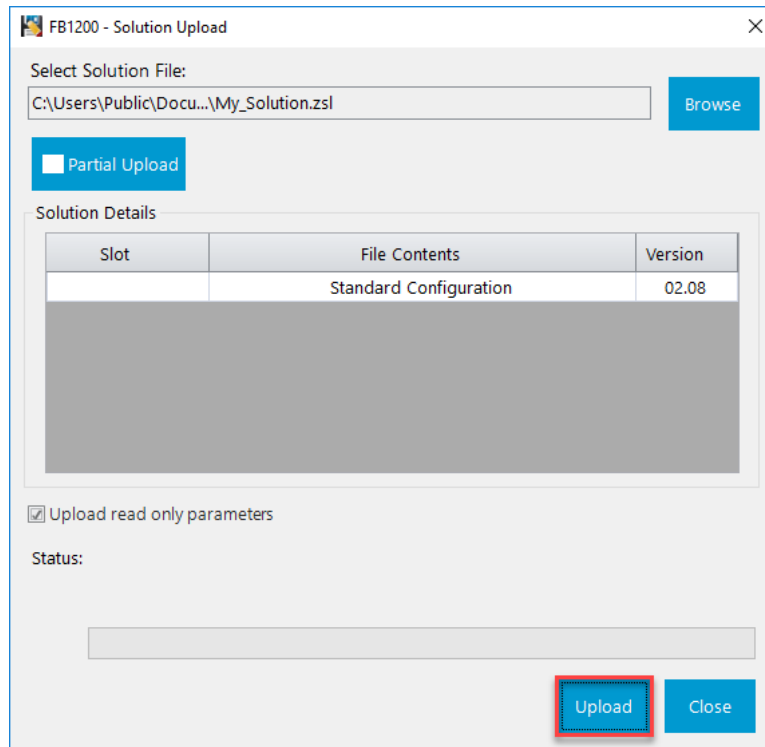 FB1200 - Solution Upload
Select Solution File:
C:\Users\Public\Docu...\My_Solution.zsl
Browse
Partial Upload
Solution Details
Slot File Contents Version
Standard Configuration 02.08
Upload read only parameters
Status:
Upload Close